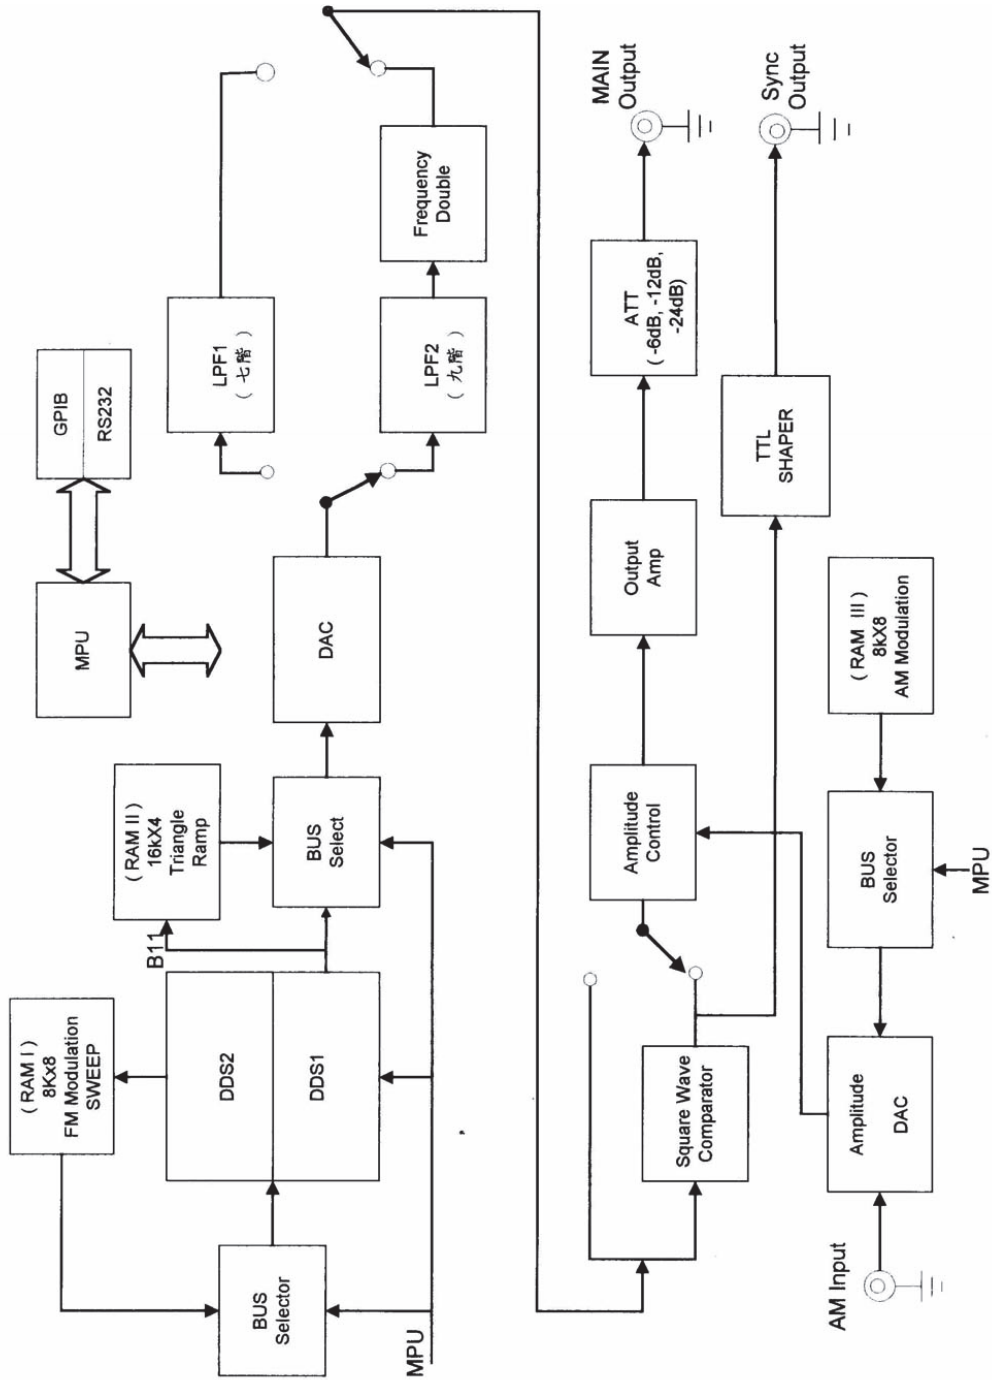 GPIB
RS232
MPU
( RAM I )
8Kx8
FM Modulation
SWEEP
( RAM II )
16kX4
Triangle
Ramp
B11
BUS
Selector
DDS2
DDS1
BUS
Select
DAC
LPF1
( 七階 )
LPF2
( 九階 )
Frequency
Double
MPU
MAIN
Output
Square Wave
Comparator
Amplitude
Control
Output
Amp
ATT
( -6dB, -12dB,
-24dB)
TTL
SHAPER
Sync
Output
AM Input
Amplitude
DAC
BUS
Selector
( RAM III )
8kX8
AM Modulation
MPU